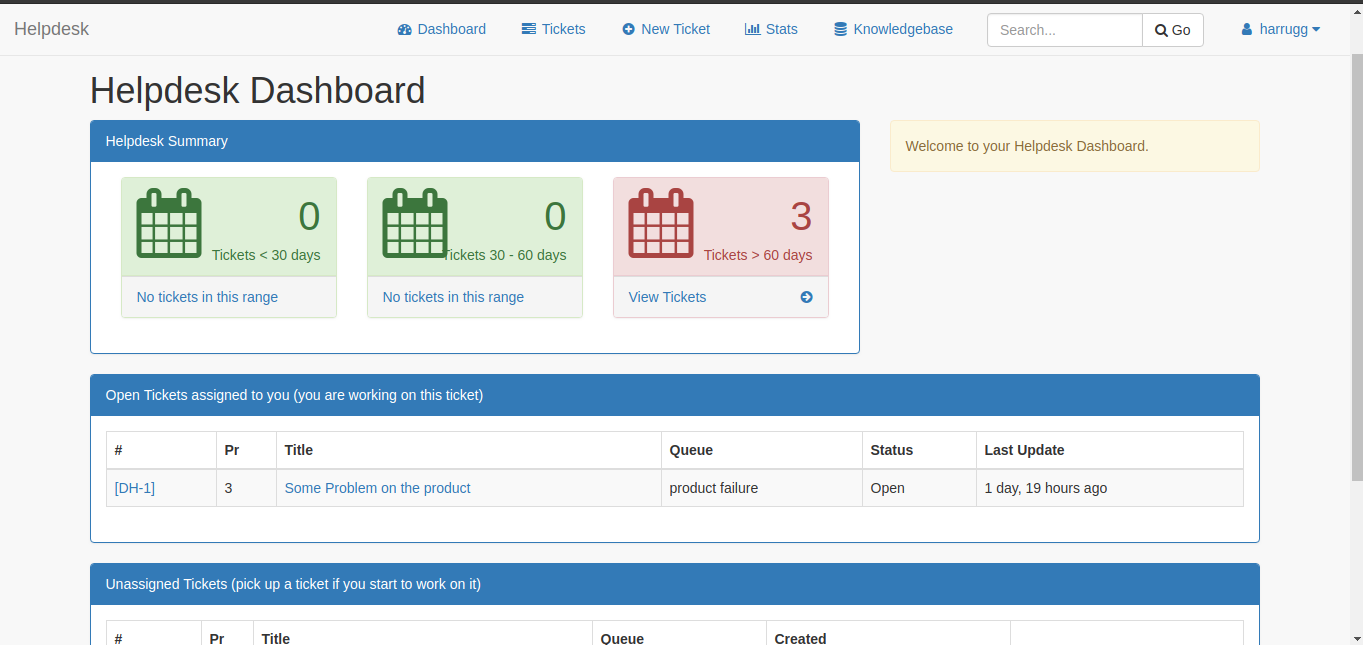 Helpdesk Dashboard Tickets New Ticket Stats Knowledgebase Search... Go harrugg
Helpdesk Dashboard
Helpdesk Summary
Welcome to your Helpdesk Dashboard.
0
Tickets < 30 days
No tickets in this range
0
Tickets 30 - 60 days
No tickets in this range
3
Tickets > 60 days
View Tickets
Open Tickets assigned to you (you are working on this ticket)
# Pr Title Queue Status Last Update
[DH-1] 3 Some Problem on the product product failure Open 1 day, 19 hours ago
Unassigned Tickets (pick up a ticket if you start to work on it)
# Pr Title Queue Created